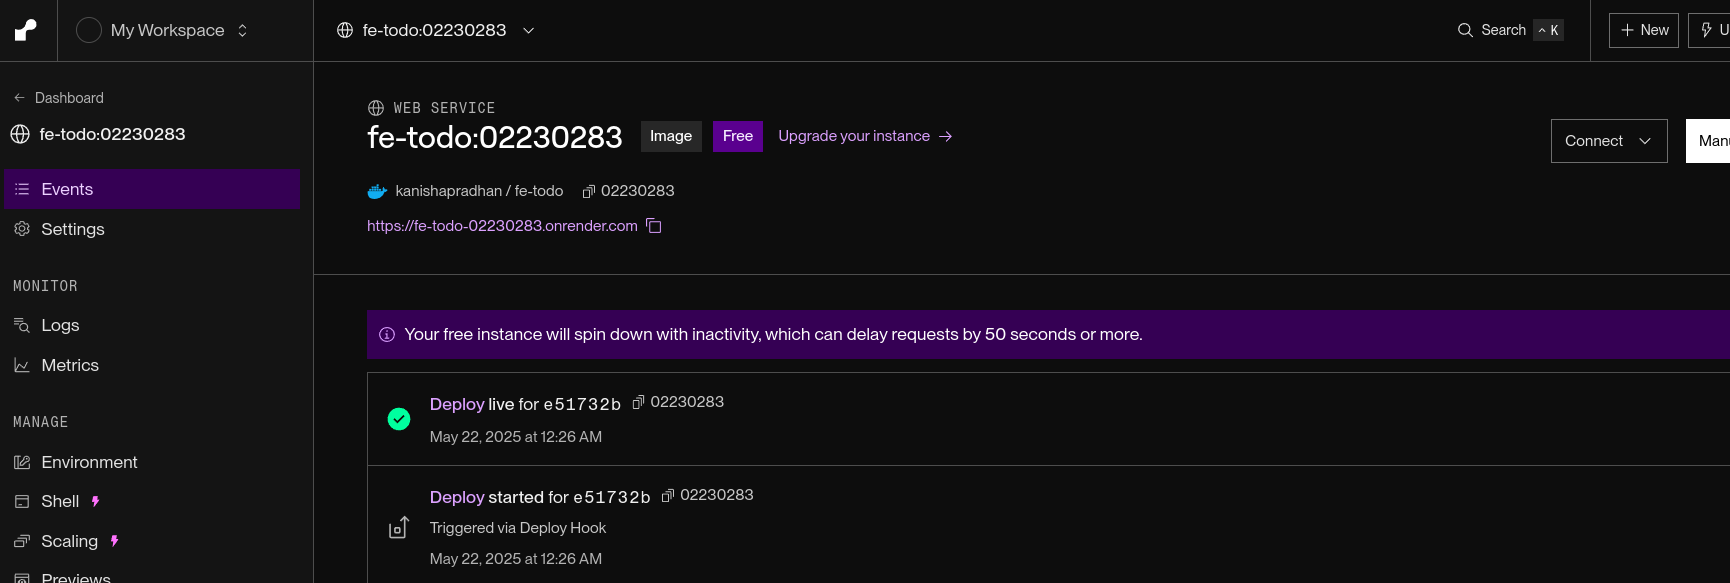 My Workspace
fe-todo:02230283
Search ^ K
+ New
Dashboard
fe-todo:02230283
Events
Settings
MONITOR
Logs
Metrics
MANAGE
Environment
Shell
Scaling
Previews
WEB SERVICE
fe-todo:02230283 Image Free Upgrade your instance →
Connect
kanishapradhan / fe-todo 02230283
https://fe-todo-02230283.onrender.com
Your free instance will spin down with inactivity, which can delay requests by 50 seconds or more.
Deploy live for e51732b 02230283
May 22, 2025 at 12:26 AM
Deploy started for e51732b 02230283
Triggered via Deploy Hook
May 22, 2025 at 12:26 AM